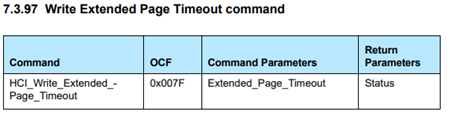 7.3.97 Write Extended Page Timeout command
Command OCF Command Parameters Return Parameters
HCI_Write_Extended_- 0x007F Extended_Page_Timeout Status
Page_Timeout